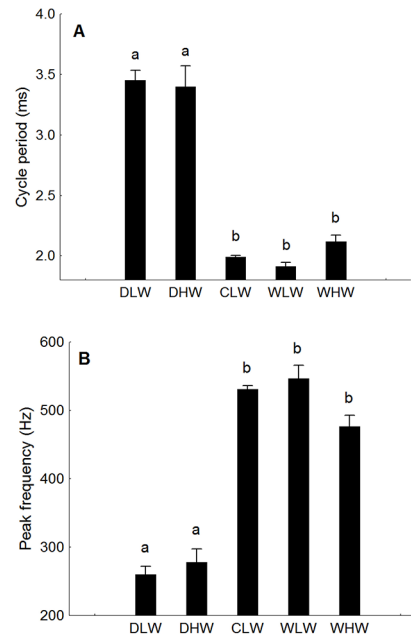 A
Cycle period (ms)
4.0
3.5
3.0
2.5
2.0
a
a
b
b
b
DLW
DHW
CLW
WLW
WHW
B
Peak frequency (Hz)
600
500
400
300
200
a
a
b
b
b
DLW
DHW
CLW
WLW
WHW